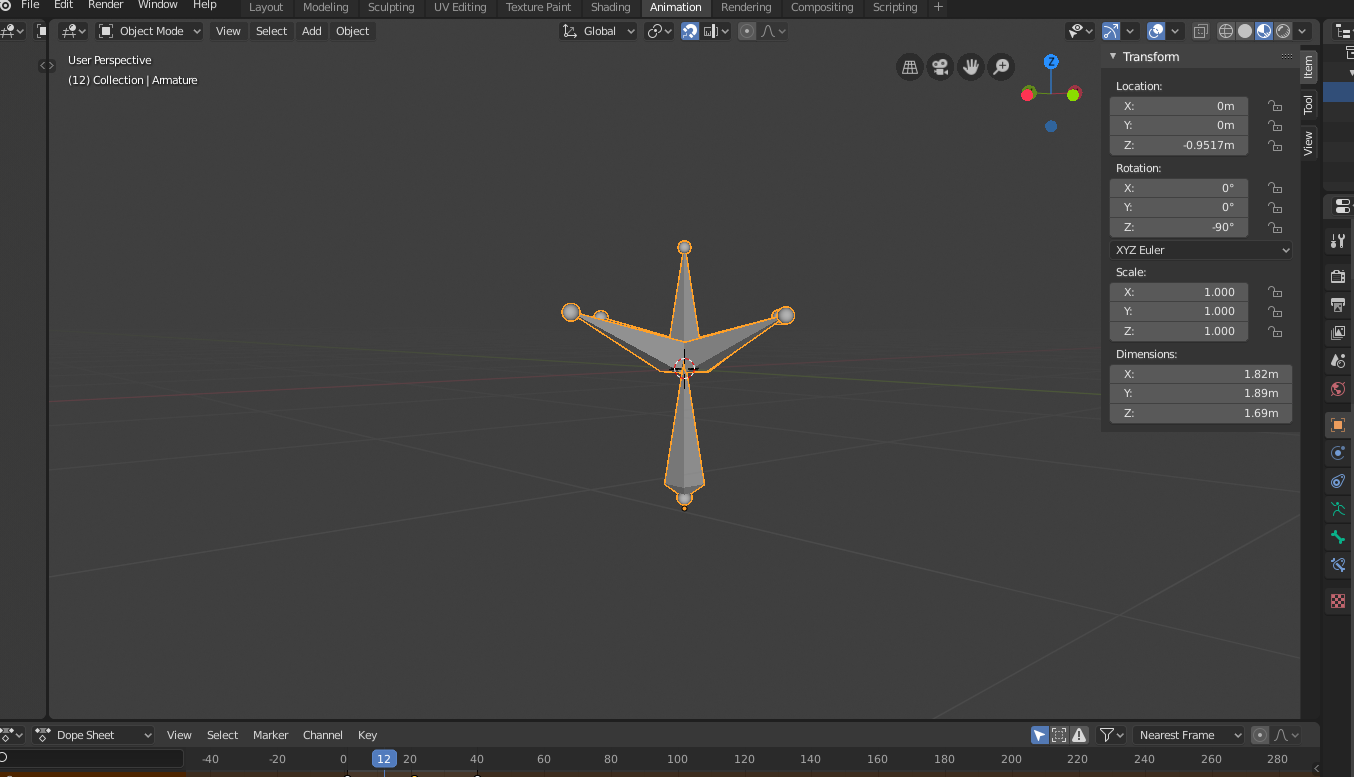 File Edit Render Window Help Layout Modeling Sculpting UV Editing Texture Paint Shading Animation Rendering Compositing Scripting +
Object Mode View Select Add Object Global
User Perspective
(12) Collection | Armature
Z
Transform
Location:
X: 0m
Y: 0m
Z: -0.9517m
Rotation:
X: 0°
Y: 0°
Z: -90°
XYZ Euler
Scale:
X: 1.000
Y: 1.000
Z: 1.000
Dimensions:
X: 1.82m
Y: 1.89m
Z: 1.69m
Item
Tool
View
Dope Sheet View Select Marker Channel Key Nearest Frame
-40 -20 0 12 20 40 60 80 100 120 140 160 180 200 220 240 260 280